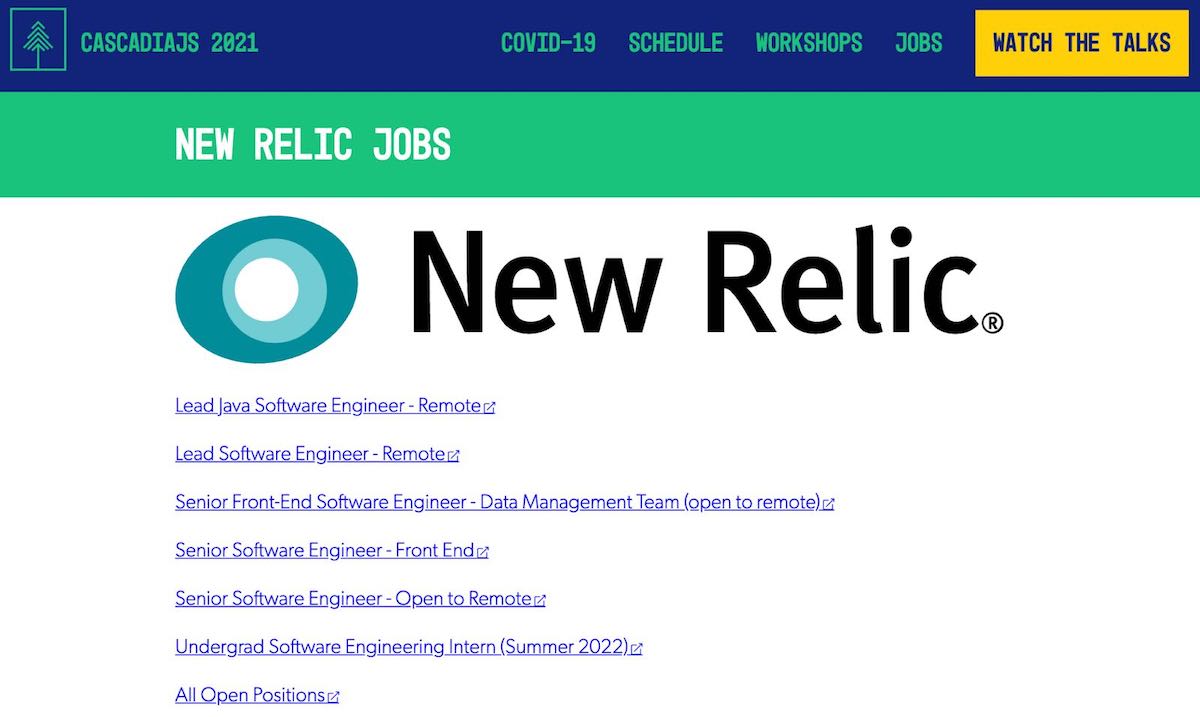 CASCADIAJS 2021 COVID-19 SCHEDULE WORKSHOPS JOBS WATCH THE TALKS
NEW RELIC JOBS
New Relic®
Lead Java Software Engineer - Remote
Lead Software Engineer - Remote
Senior Front-End Software Engineer - Data Management Team (open to remote)
Senior Software Engineer - Front End
Senior Software Engineer - Open to Remote
Undergrad Software Engineering Intern (Summer 2022)
All Open Positions